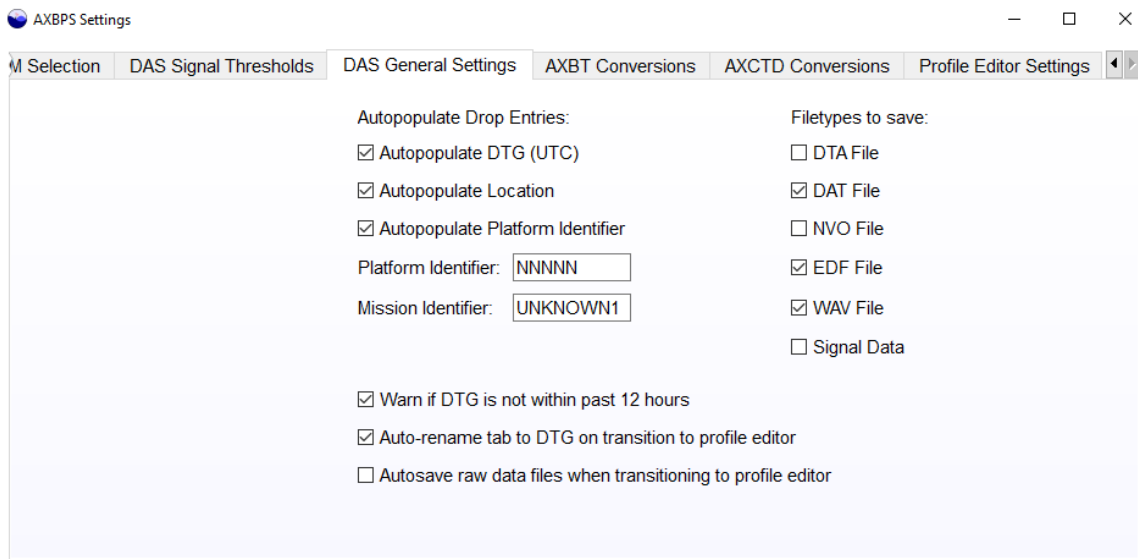 AXBPS Settings
M Selection DAS Signal Thresholds DAS General Settings AXBT Conversions AXCTD Conversions Profile Editor Settings
Autopopulate Drop Entries:
Autopopulate DTG (UTC)
Autopopulate Location
Autopopulate Platform Identifier
Platform Identifier: NNNNN
Mission Identifier: UNKNOWN1
Filetypes to save:
DTA File
DAT File
NVO File
EDF File
WAV File
Signal Data
Warn if DTG is not within past 12 hours
Auto-rename tab to DTG on transition to profile editor
Autosave raw data files when transitioning to profile editor